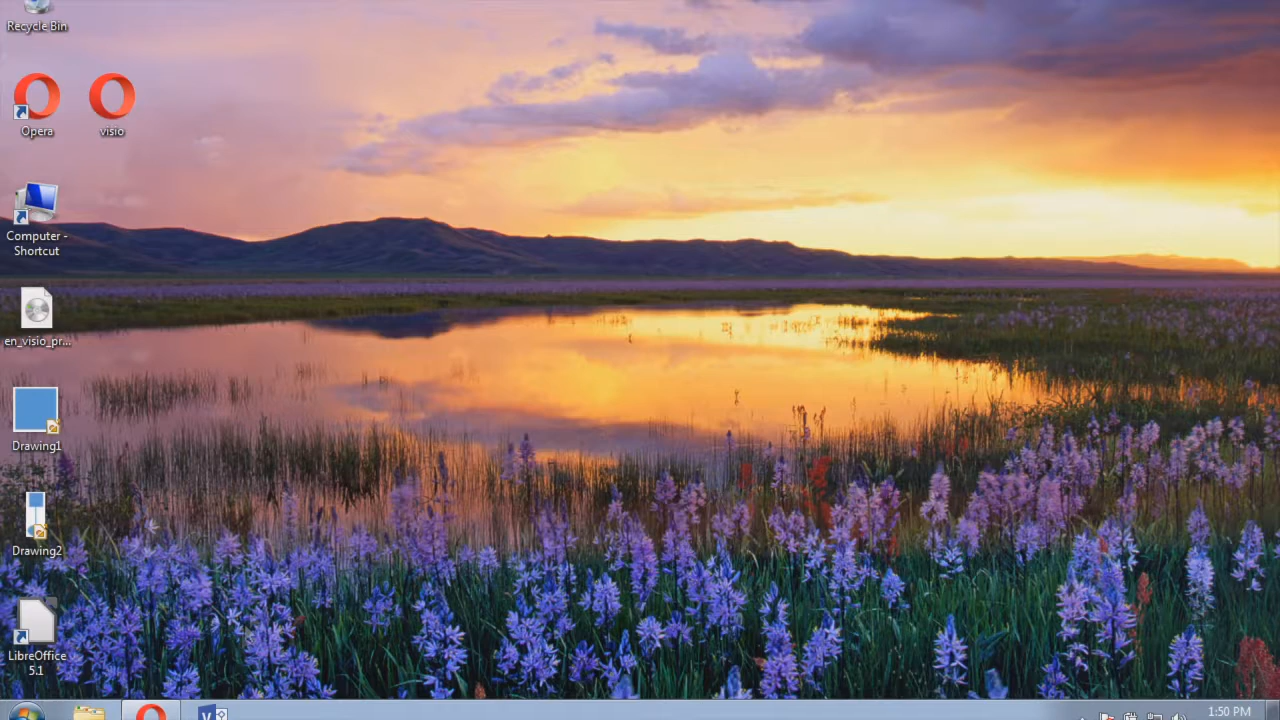 Recycle Bin
Opera
visio
Computer -
Shortcut
en_visio_pr...
Drawing1
Drawing2
LibreOffice
5.1
1:50 PM